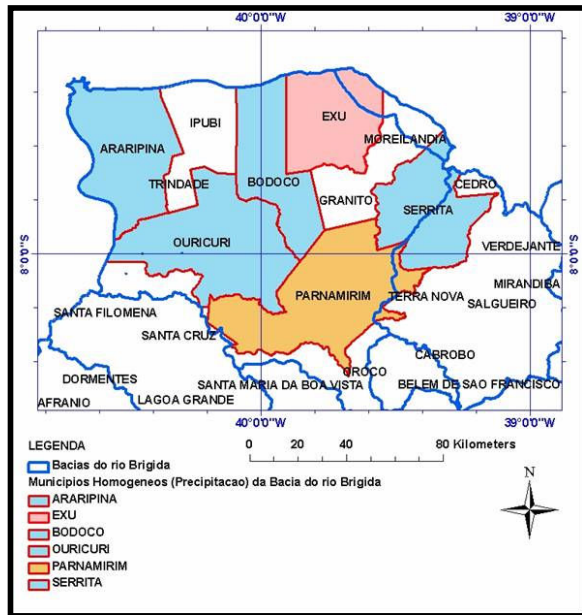 40°0'0"W 39°0'0"W
IPUBI
EXU
MOREILANDIA
ARARIPINA
TRINDADE
BODOCO
GRANITO
CEDRO
SERRITA
OURICURI
VERDEJANTE
8°0'0"S 8°0'0"S
MIRANDIBA
PARNAMIRIM
TERRA NOVA
SALGUEIRO
SANTA FILOMENA
SANTA CRUZ
CABROBO
OROCO
DORMENTES
SANTA MARIA DA BOA VISTA
BELEM DE SAO FRANCISCO
AFRANIO
LAGOA GRANDE
40°0'0"W 39°0'0"W
LEGENDA
0 20 40 80 Kilometers
Bacias do rio Brigida
Municipios Homogeneos (Precipitacao) da Bacia do rio Brigida
N
ARARIPINA
EXU
BODOCO
OURICURI
PARNAMIRIM
SERRITA